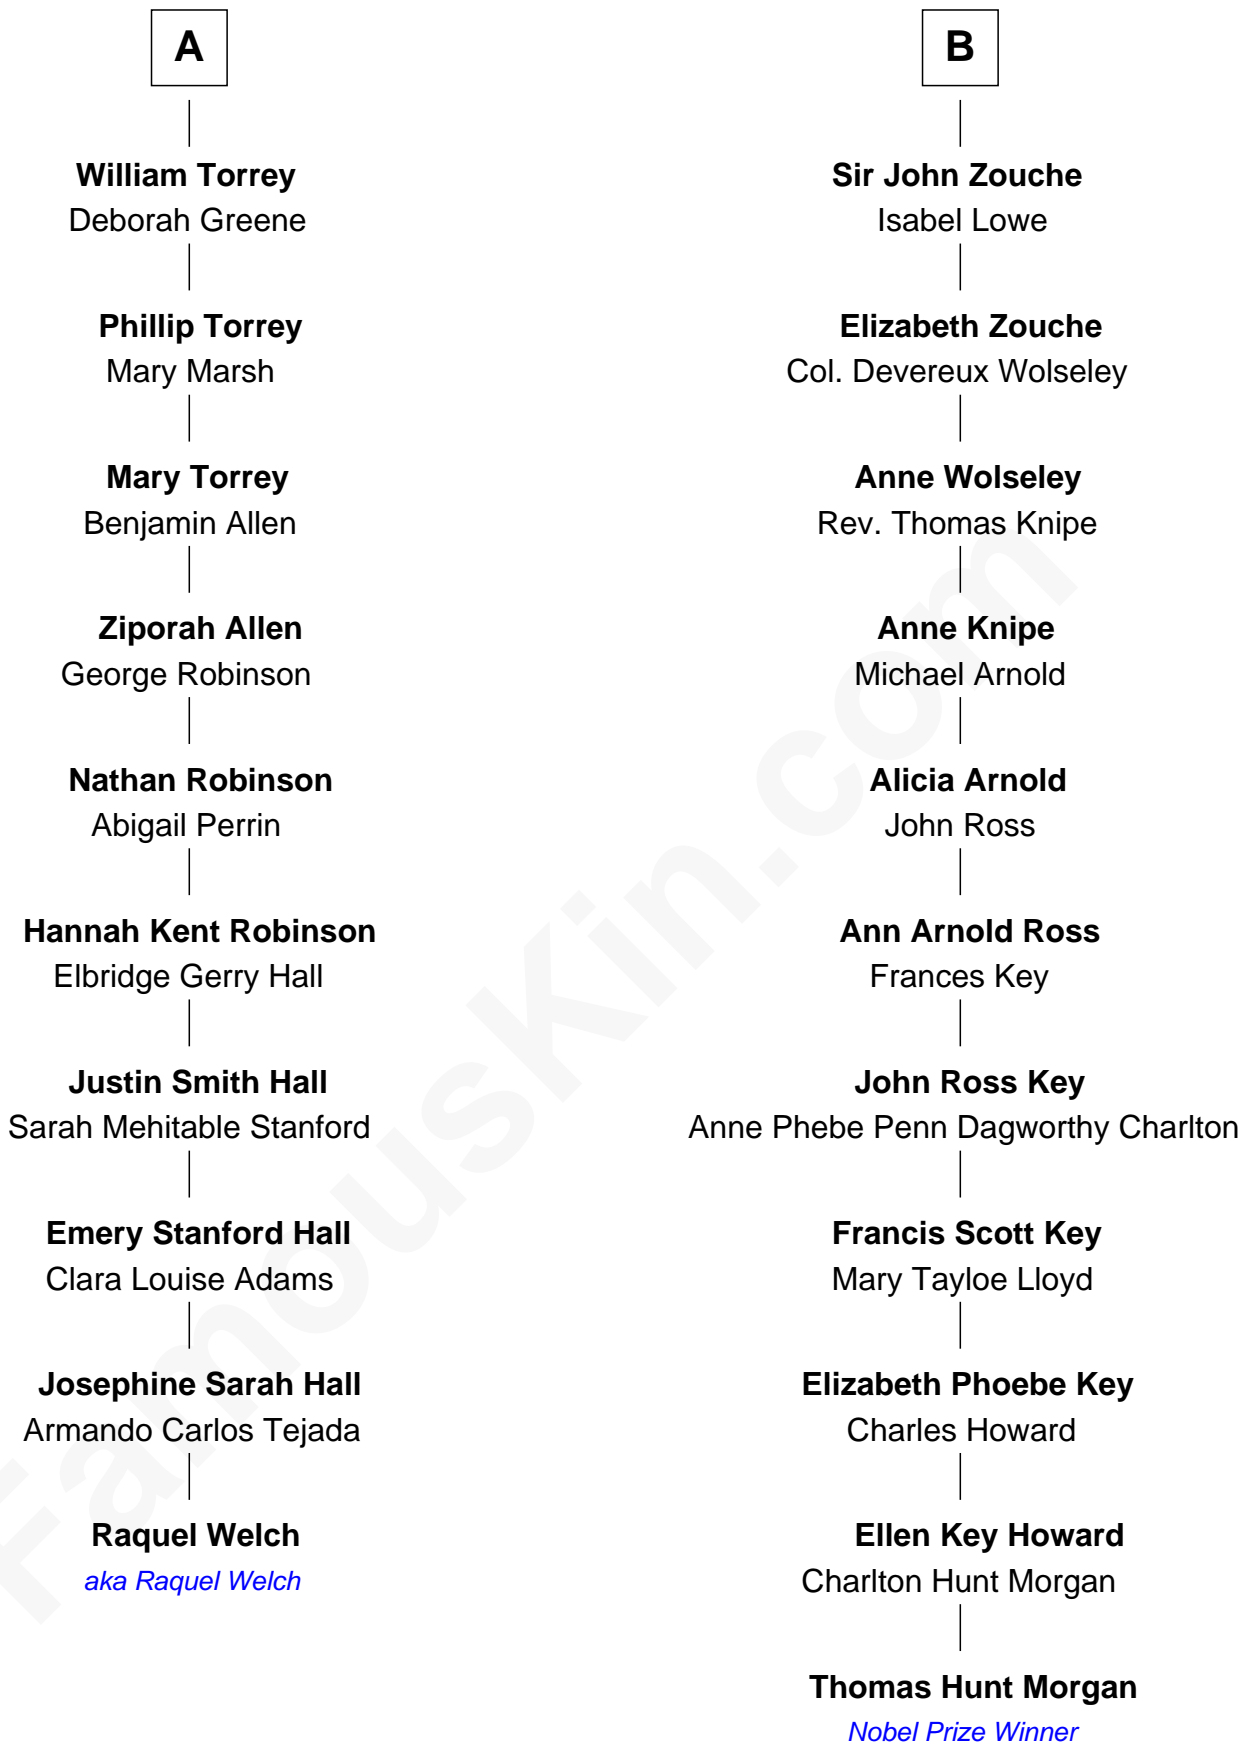 A
William Torrey
Deborah Greene
Phillip Torrey
Mary Marsh
Mary Torrey
Benjamin Allen
Ziporah Allen
George Robinson
Nathan Robinson
Abigail Perrin
Hannah Kent Robinson
Elbridge Gerry Hall
Justin Smith Hall
Sarah Mehitable Stanford
Emery Stanford Hall
Clara Louise Adams
Josephine Sarah Hall
Armando Carlos Tejada
Raquel Welch
aka Raquel Welch
B
Sir John Zouche
Isabel Lowe
Elizabeth Zouche
Col. Devereux Wolseley
Anne Wolseley
Rev. Thomas Knipe
Anne Knipe
Michael Arnold
Alicia Arnold
John Ross
Ann Arnold Ross
Frances Key
John Ross Key
Anne Phebe Penn Dagworthy Charlton
Francis Scott Key
Mary Tayloe Lloyd
Elizabeth Phoebe Key
Charles Howard
Ellen Key Howard
Charlton Hunt Morgan
Thomas Hunt Morgan
Nobel Prize Winner
FamousKin.com